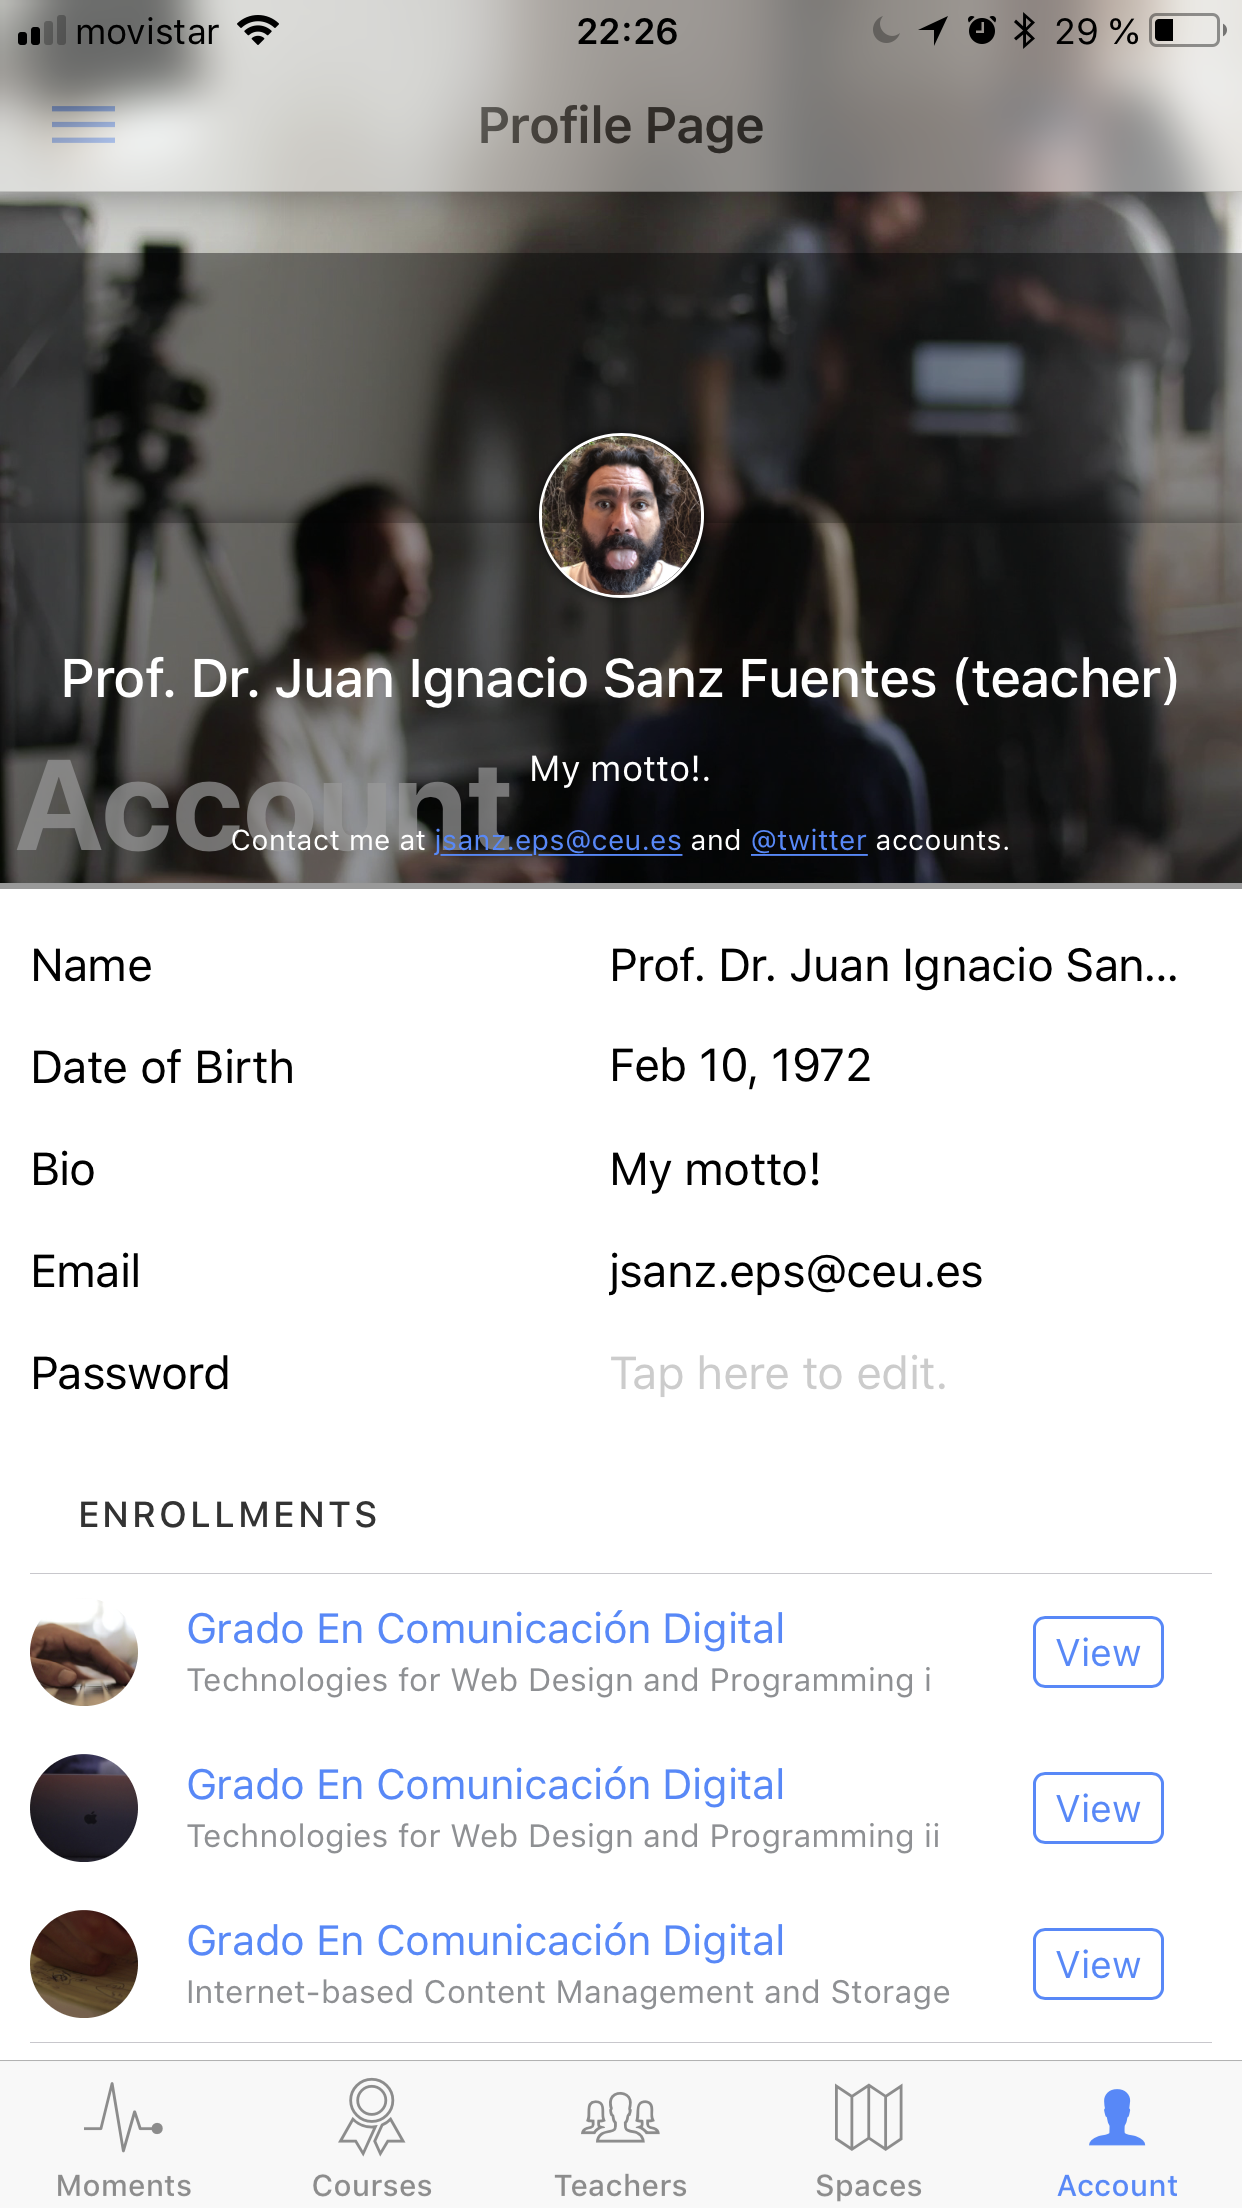 movistar 22:26 29 %
Profile Page
Prof. Dr. Juan Ignacio Sanz Fuentes (teacher)
My motto!.
Account
Contact me at jsanz.eps@ceu.es and @twitter accounts.
Name Prof. Dr. Juan Ignacio San...
Date of Birth Feb 10, 1972
Bio My motto!
Email jsanz.eps@ceu.es
Password Tap here to edit.
ENROLLMENTS
Grado En Comunicación Digital
Technologies for Web Design and Programming i
View
Grado En Comunicación Digital
Technologies for Web Design and Programming ii
View
Grado En Comunicación Digital
Internet-based Content Management and Storage
View
Moments Courses Teachers Spaces Account